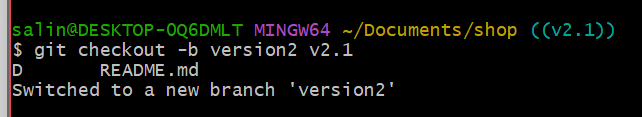 salin@DESKTOP-OQ6DMLT MINGW64 ~/Documents/shop ((v2.1))
$ git checkout -b version2 v2.1
D       README.md
Switched to a new branch 'version2'